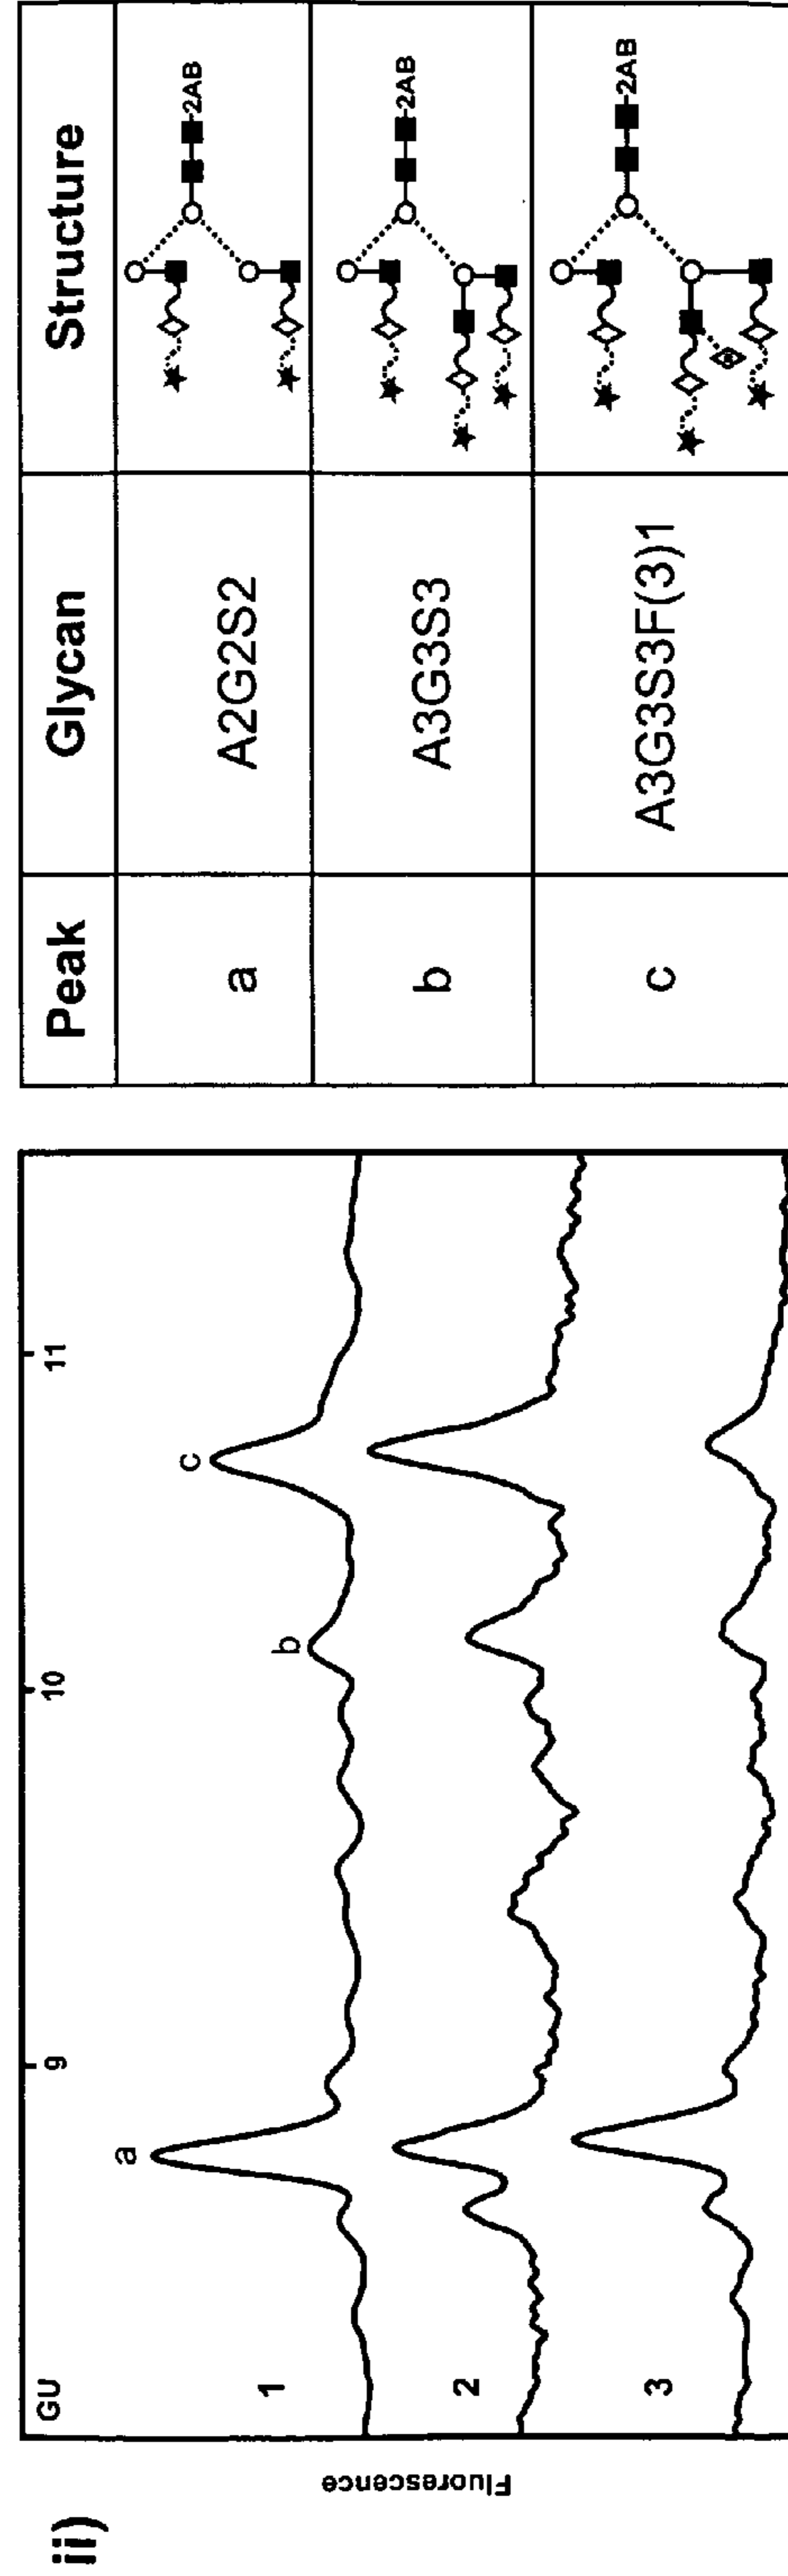 ii)
GU
9
10
11
Fluorescence
1
2
3
a
b
c
Peak
Glycan
Structure
a
A2G2S2
-2AB
b
A3G3S3
-2AB
c
A3G3S3F(3)1
-2AB